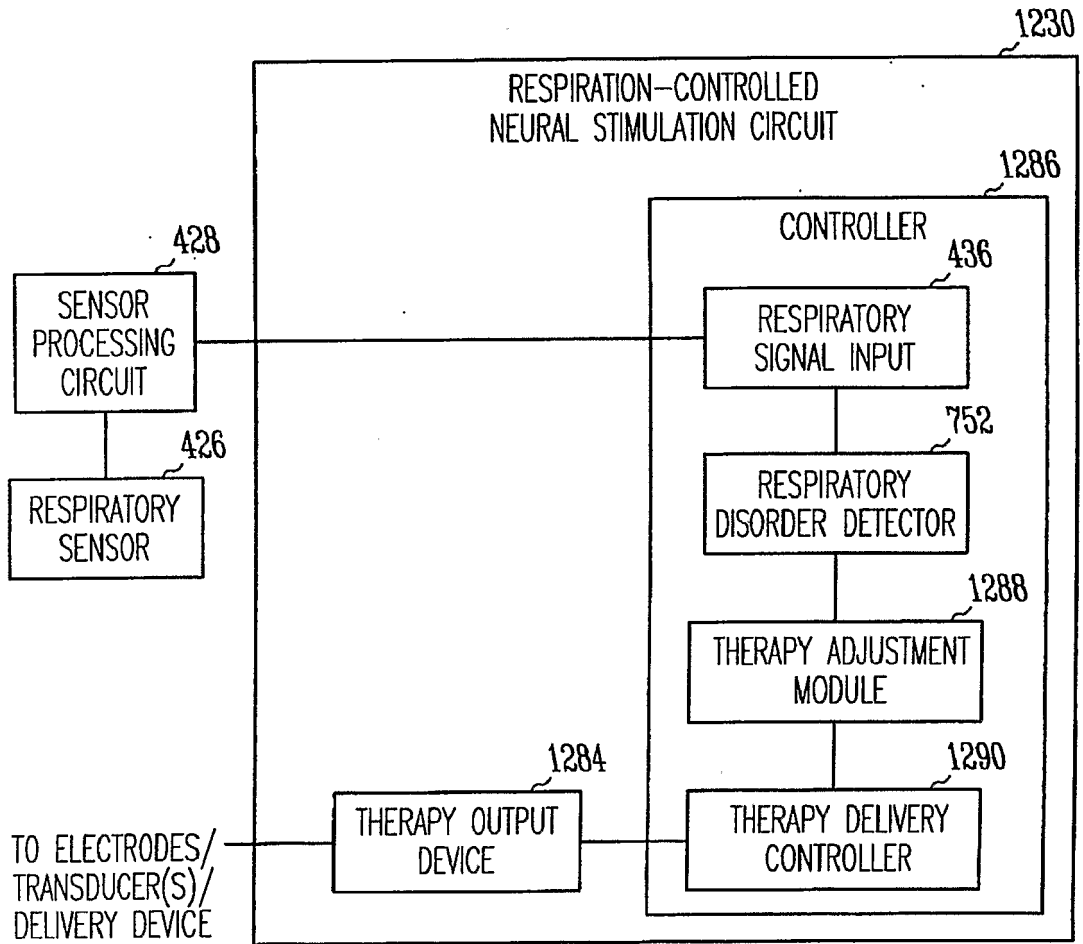 1230
RESPIRATION-CONTROLLED
NEURAL STIMULATION CIRCUIT
1286
CONTROLLER
428
SENSOR
PROCESSING
CIRCUIT
436
RESPIRATORY
SIGNAL INPUT
426
RESPIRATORY
SENSOR
752
RESPIRATORY
DISORDER DETECTOR
1288
THERAPY ADJUSTMENT
MODULE
1284
THERAPY OUTPUT
DEVICE
1290
THERAPY DELIVERY
CONTROLLER
TO ELECTRODES/
TRANSDUCER(S)/
DELIVERY DEVICE